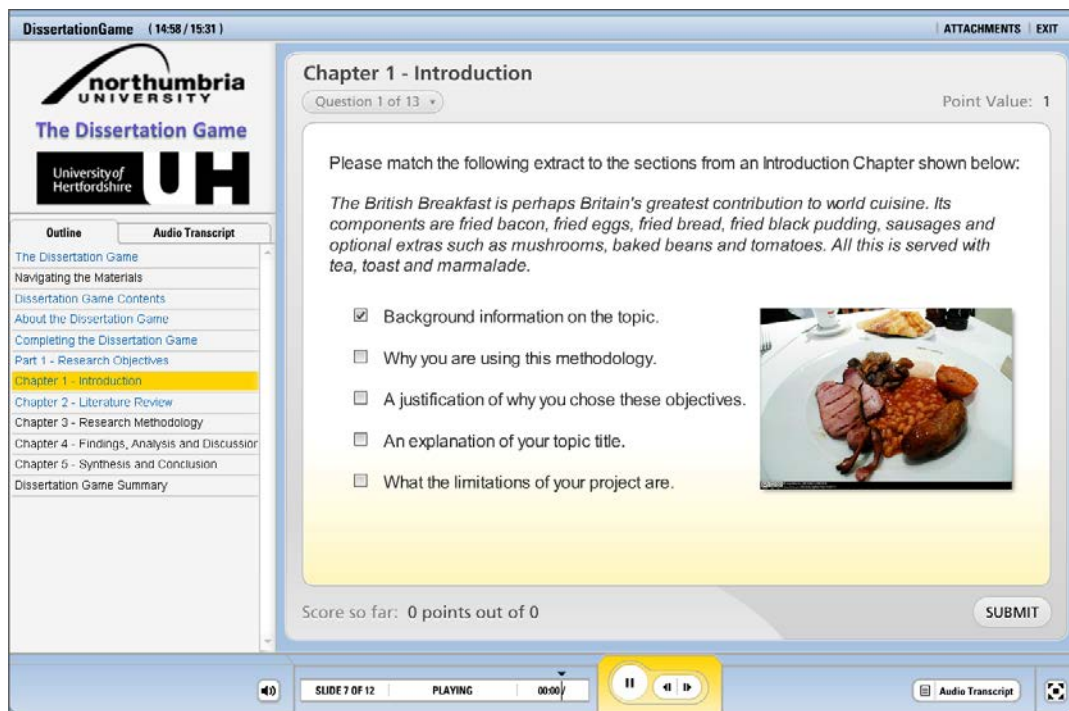 DissertationGame ( 14:58 / 15:31 )
ATTACHMENTS EXIT
northumbria
UNIVERSITY
The Dissertation Game
University of
Hertfordshire
UH
Outline
Audio Transcript
The Dissertation Game
Navigating the Materials
Dissertation Game Contents
About the Dissertation Game
Completing the Dissertation Game
Part 1 - Research Objectives
Chapter 1 - Introduction
Chapter 2 - Literature Review
Chapter 3 - Research Methodology
Chapter 4 - Findings, Analysis and Discussion
Chapter 5 - Synthesis and Conclusion
Dissertation Game Summary
Chapter 1 - Introduction
Question 1 of 13
Point Value: 1
Please match the following extract to the sections from an Introduction Chapter shown below:
The British Breakfast is perhaps Britain's greatest contribution to world cuisine. Its
components are fried bacon, fried eggs, fried bread, fried black pudding, sausages and
optional extras such as mushrooms, baked beans and tomatoes. All this is served with
tea, toast and marmalade.
Background information on the topic.
Why you are using this methodology.
A justification of why you chose these objectives.
An explanation of your topic title.
What the limitations of your project are.
Score so far: 0 points out of 0
SUBMIT
SLIDE 7 OF 12 PLAYING 00:00 /
Audio Transcript